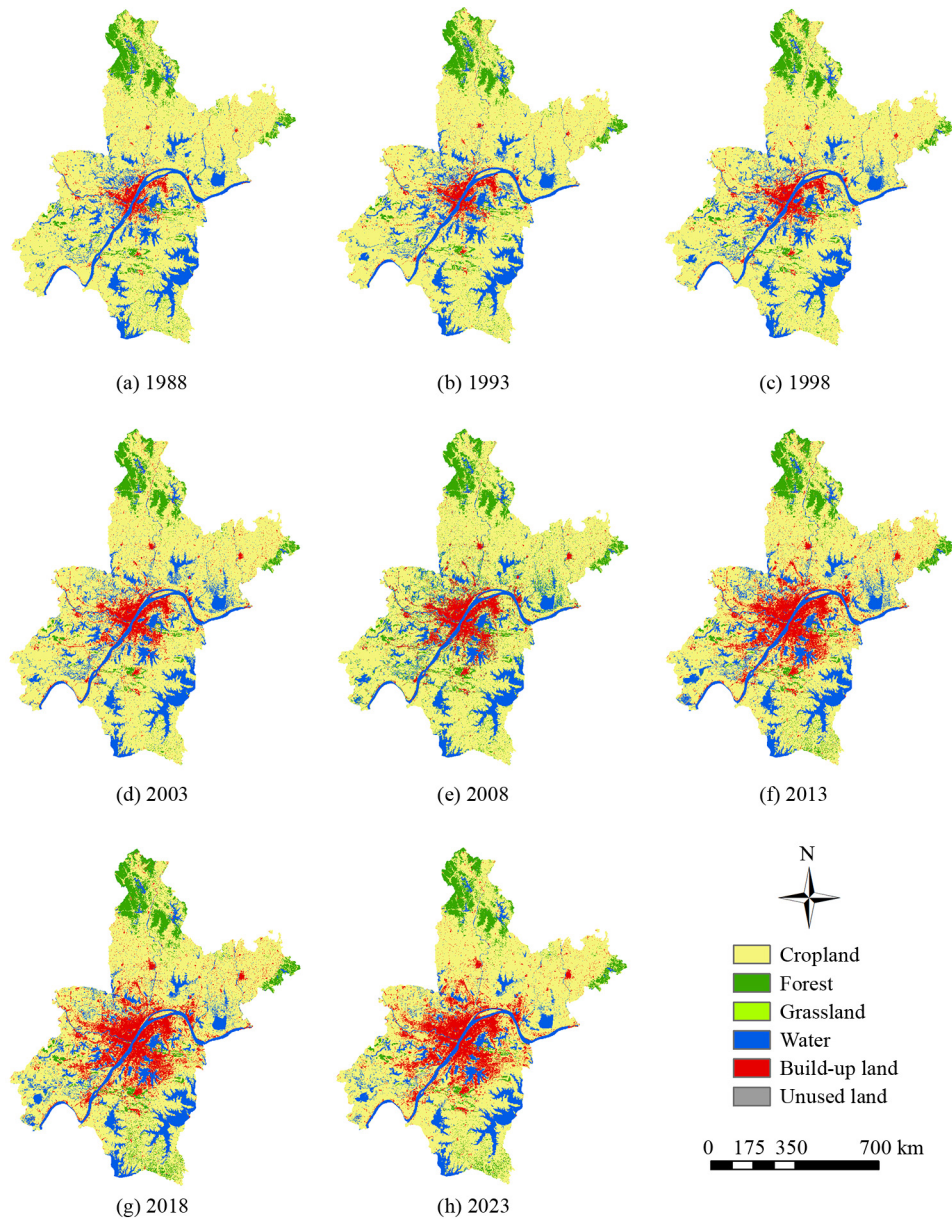 (a) 1988
(b) 1993
(c) 1998
(d) 2003
(e) 2008
(f) 2013
N
Cropland
Forest
Grassland
Water
Build-up land
Unused land
0 175 350 700 km
(g) 2018
(h) 2023